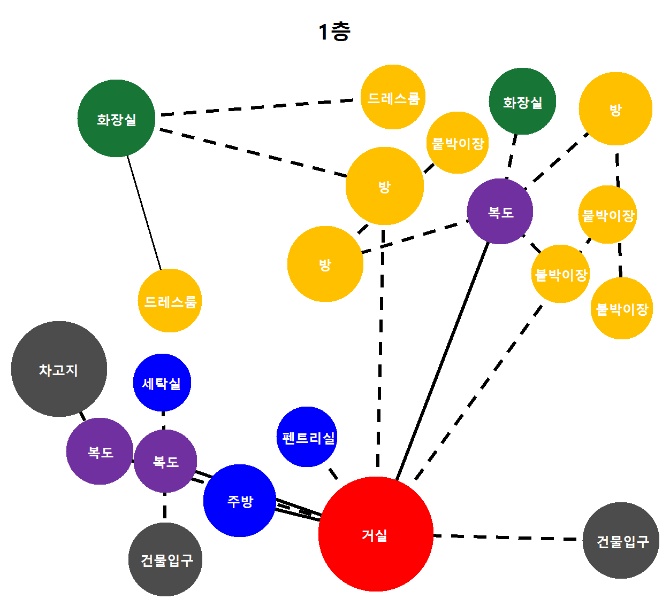 1층
드레스룸
화장실
화장실
방
붙박이장
방
복도
붙박이장
방
붙박이장
드레스룸
붙박이장
차고지
세탁실
펜트리실
복도
복도
주방
거실
건물입구
건물입구